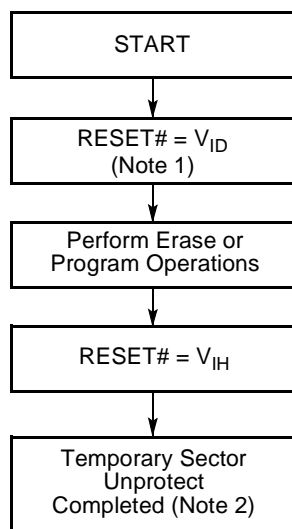 START
RESET# = VID
(Note 1)
Perform Erase or
Program Operations
RESET# = VIH
Temporary Sector
Unprotect
Completed (Note 2)